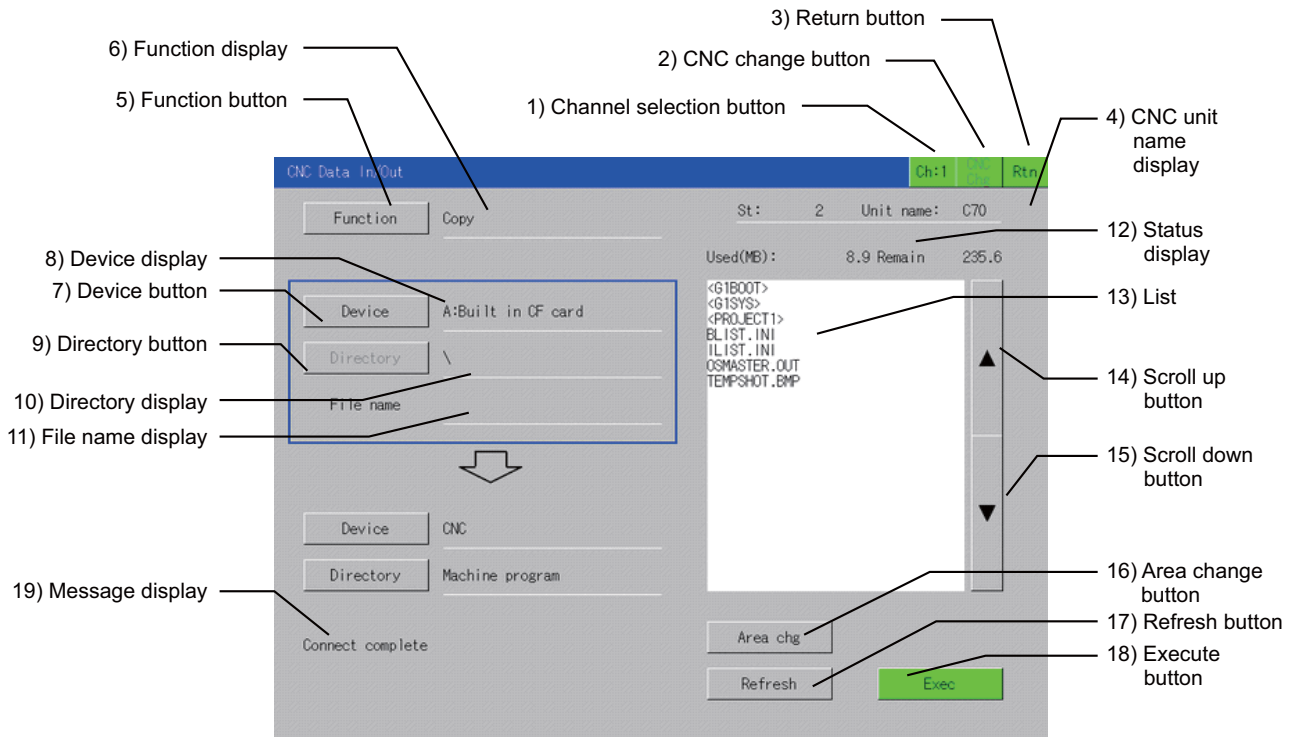 3) Return button
6) Function display
2) CNC change button
5) Function button
1) Channel selection button
4) CNC unit
name
display
CNC Data In/Out
Ch:1
CNC
Chg
Rtn
Function
Copy
St: 2 Unit name: C70
12) Status
display
8) Device display
Used(MB): 8.9 Remain 235.6
7) Device button
<G1BOOT>
<G1SYS>
<PROJECT1>
BLIST.INI
ILIST.INI
OSMASTER.OUT
TEMPSHOT.BMP
13) List
Device
A:Built in CF card
9) Directory button
Directory
\
▲
14) Scroll up
button
10) Directory display
File name
11) File name display
15) Scroll down
button
▼
Device
CNC
Directory
Machine program
16) Area change
button
19) Message display
17) Refresh button
Area chg
Connect complete
18) Execute
button
Refresh
Exec